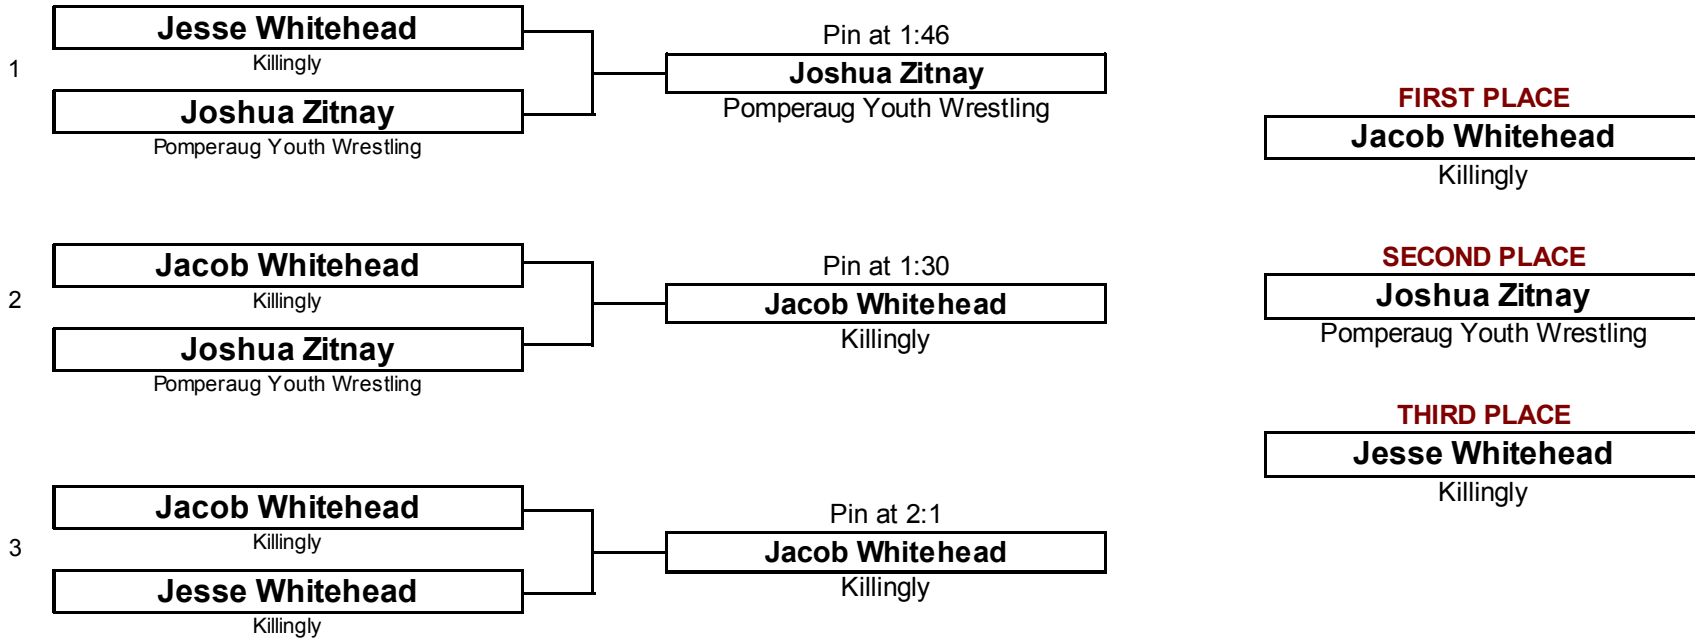 1
Jesse Whitehead
Killingly
Joshua Zitnay
Pomperaug Youth Wrestling
Pin at 1:46
Joshua Zitnay
Pomperaug Youth Wrestling
2
Jacob Whitehead
Killingly
Joshua Zitnay
Pomperaug Youth Wrestling
Pin at 1:30
Jacob Whitehead
Killingly
3
Jacob Whitehead
Killingly
Jesse Whitehead
Killingly
Pin at 2:1
Jacob Whitehead
Killingly
FIRST PLACE
Jacob Whitehead
Killingly
SECOND PLACE
Joshua Zitnay
Pomperaug Youth Wrestling
THIRD PLACE
Jesse Whitehead
Killingly